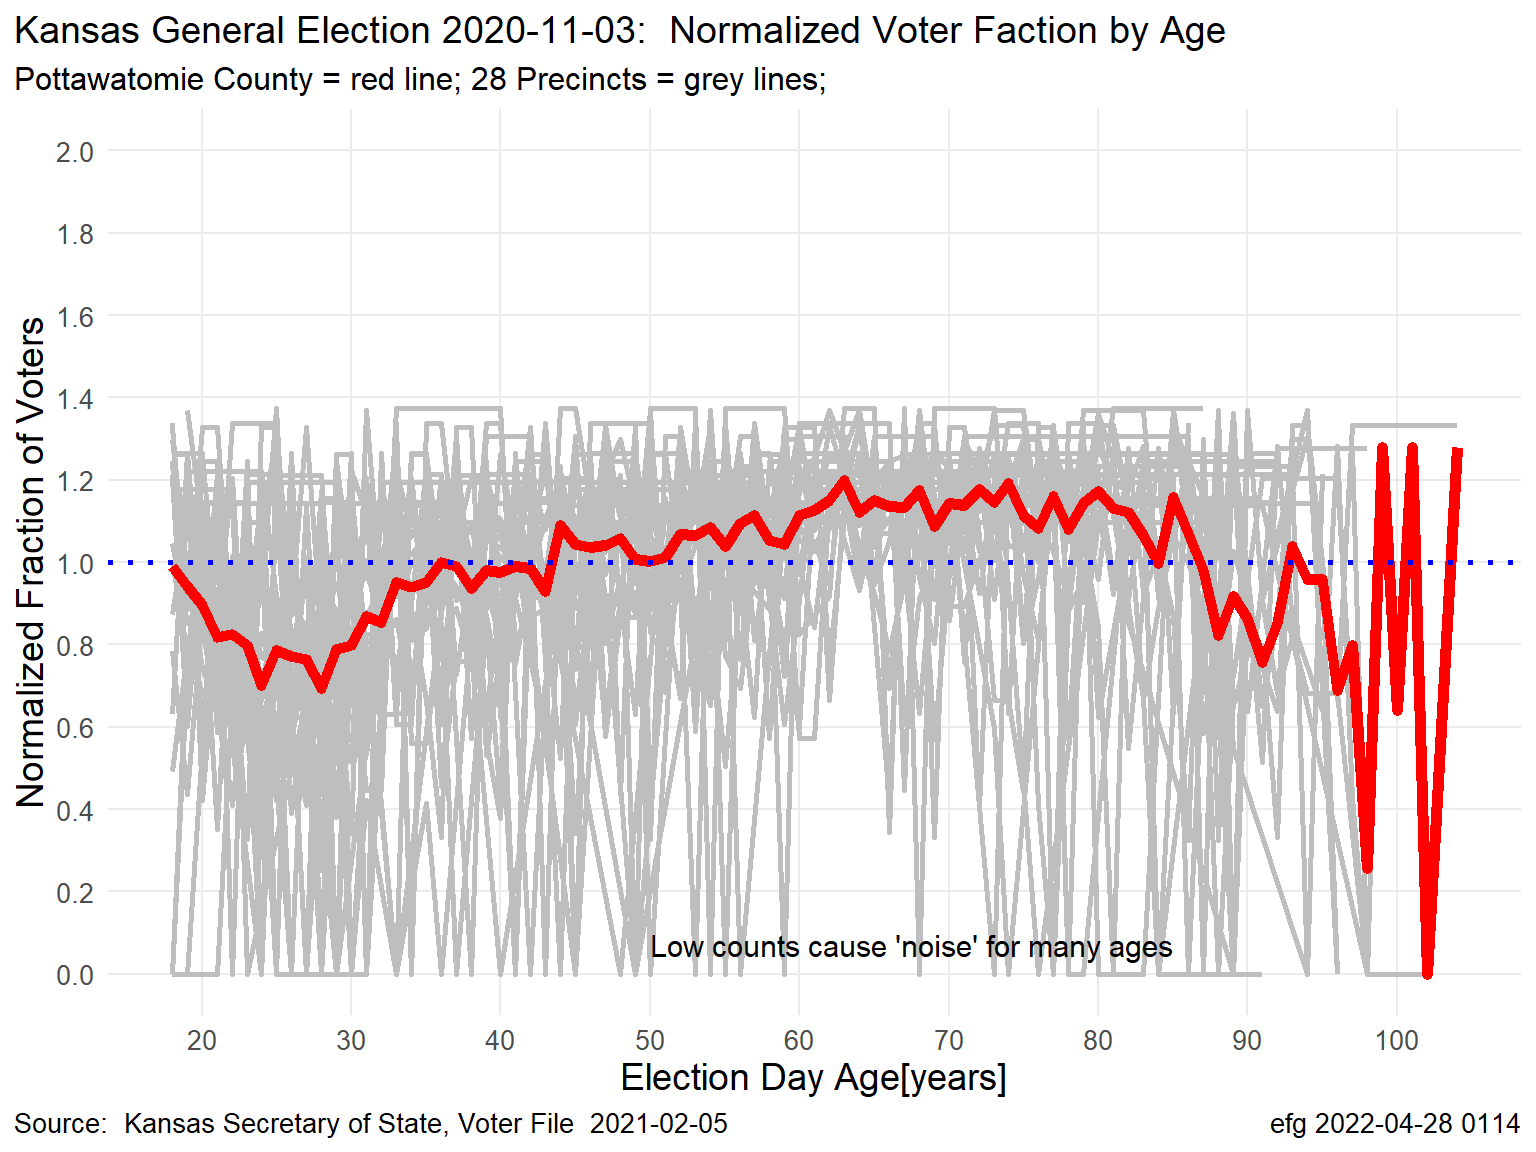 Kansas General Election 2020-11-03:  Normalized Voter Faction by Age
Pottawatomie County = red line; 28 Precincts = grey lines;
Normalized Fraction of Voters
2.0
1.8
1.6
1.4
1.2
1.0
0.8
0.6
0.4
0.2
0.0
Low counts cause 'noise' for many ages
20 30 40 50 60 70 80 90 100
Election Day Age[years]
Source:  Kansas Secretary of State, Voter File  2021-02-05
efg 2022-04-28 0114